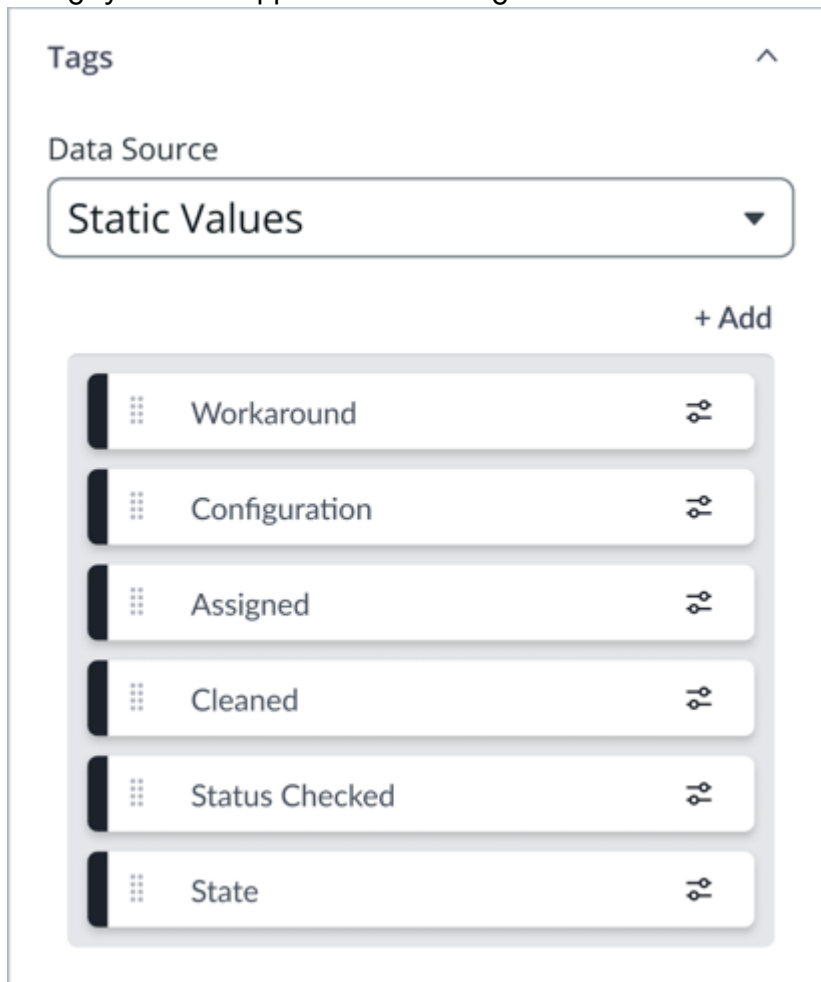 Tags
Data Source
Static Values
+ Add
Workaround
Configuration
Assigned
Cleaned
Status Checked
State